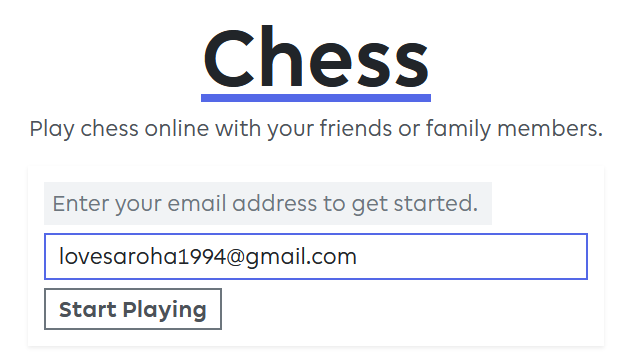 Chess
Play chess online with your friends or family members.
Enter your email address to get started.
lovesaroha1994@gmail.com
Start Playing